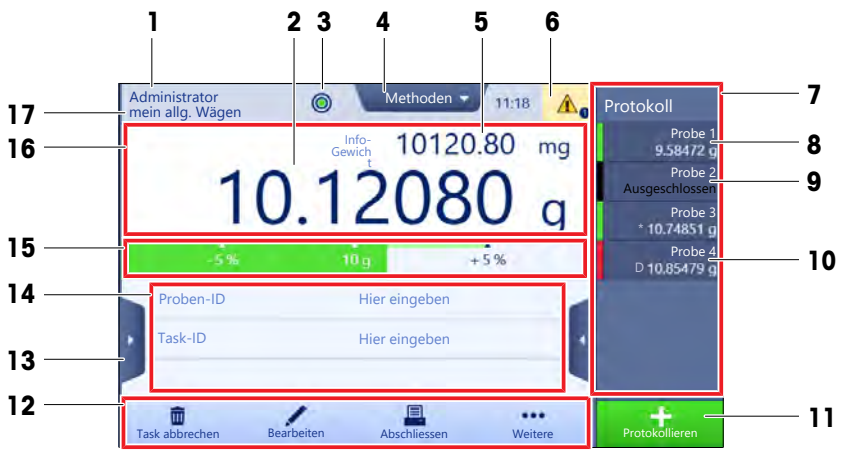 1 2 3 4 5 6
Administrator
mein allg. Wägen
Methoden
11:18
Protokoll
7
17
16
Info-
Gewich
t
10120.80 mg
10.12080 g
Probe 1
9.58472 g
8
Probe 2
Ausgeschlossen
9
Probe 3
* 10.74851 g
Probe 4
D 10.85479 g
10
15
-5 % 10 g +5 %
14
Proben-ID Hier eingeben
Task-ID Hier eingeben
13
12
Task abbrechen Bearbeiten Abschliessen Weitere
Protokollieren
11